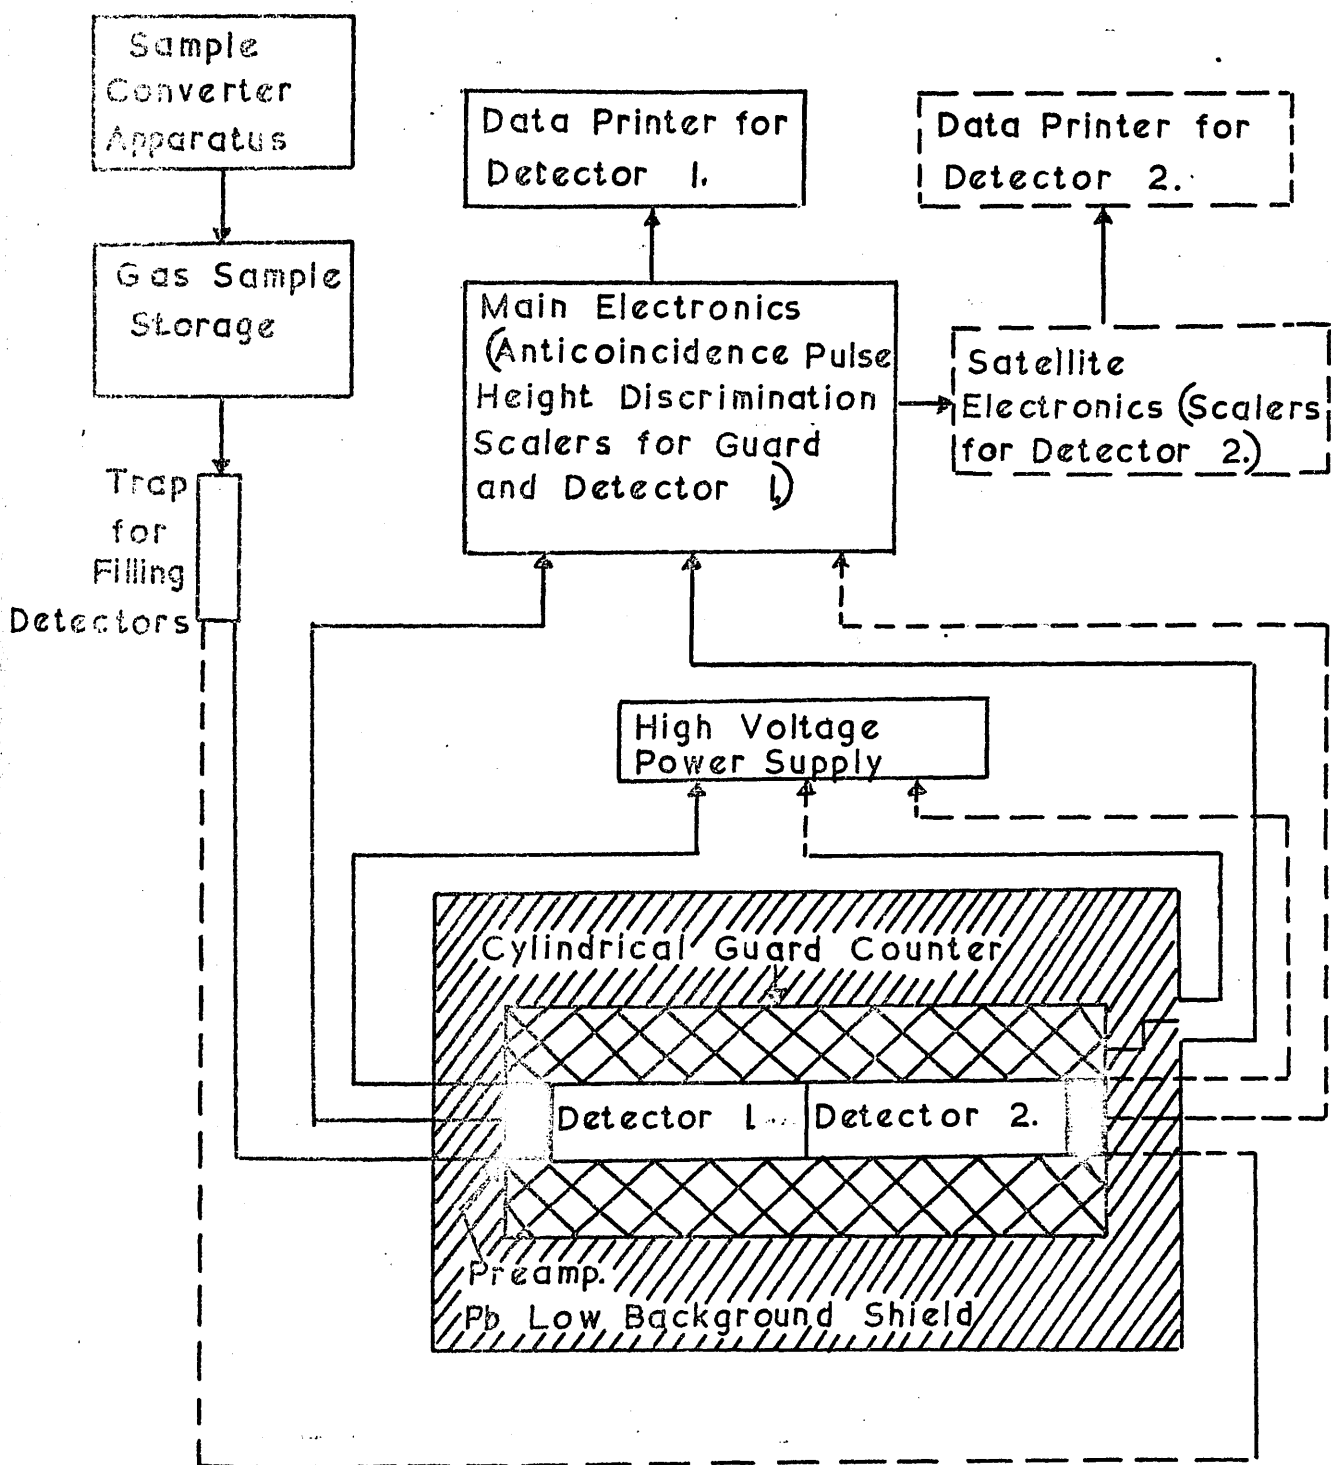 Sample
Converter
Apparatus
Data Printer for
Detector 1.
Data Printer for
Detector 2.
Gas Sample
Storage
Main Electronics
(Anticoincidence Pulse
Height Discrimination
Scalers for Guard
and Detector 1.)
Satellite
Electronics (Scalers
for Detector 2.)
Trap
for
Filling
Detectors
High Voltage
Power Supply
Cylindrical Guard Counter
Detector 1
Detector 2.
Preamp.
Pb Low Background Shield